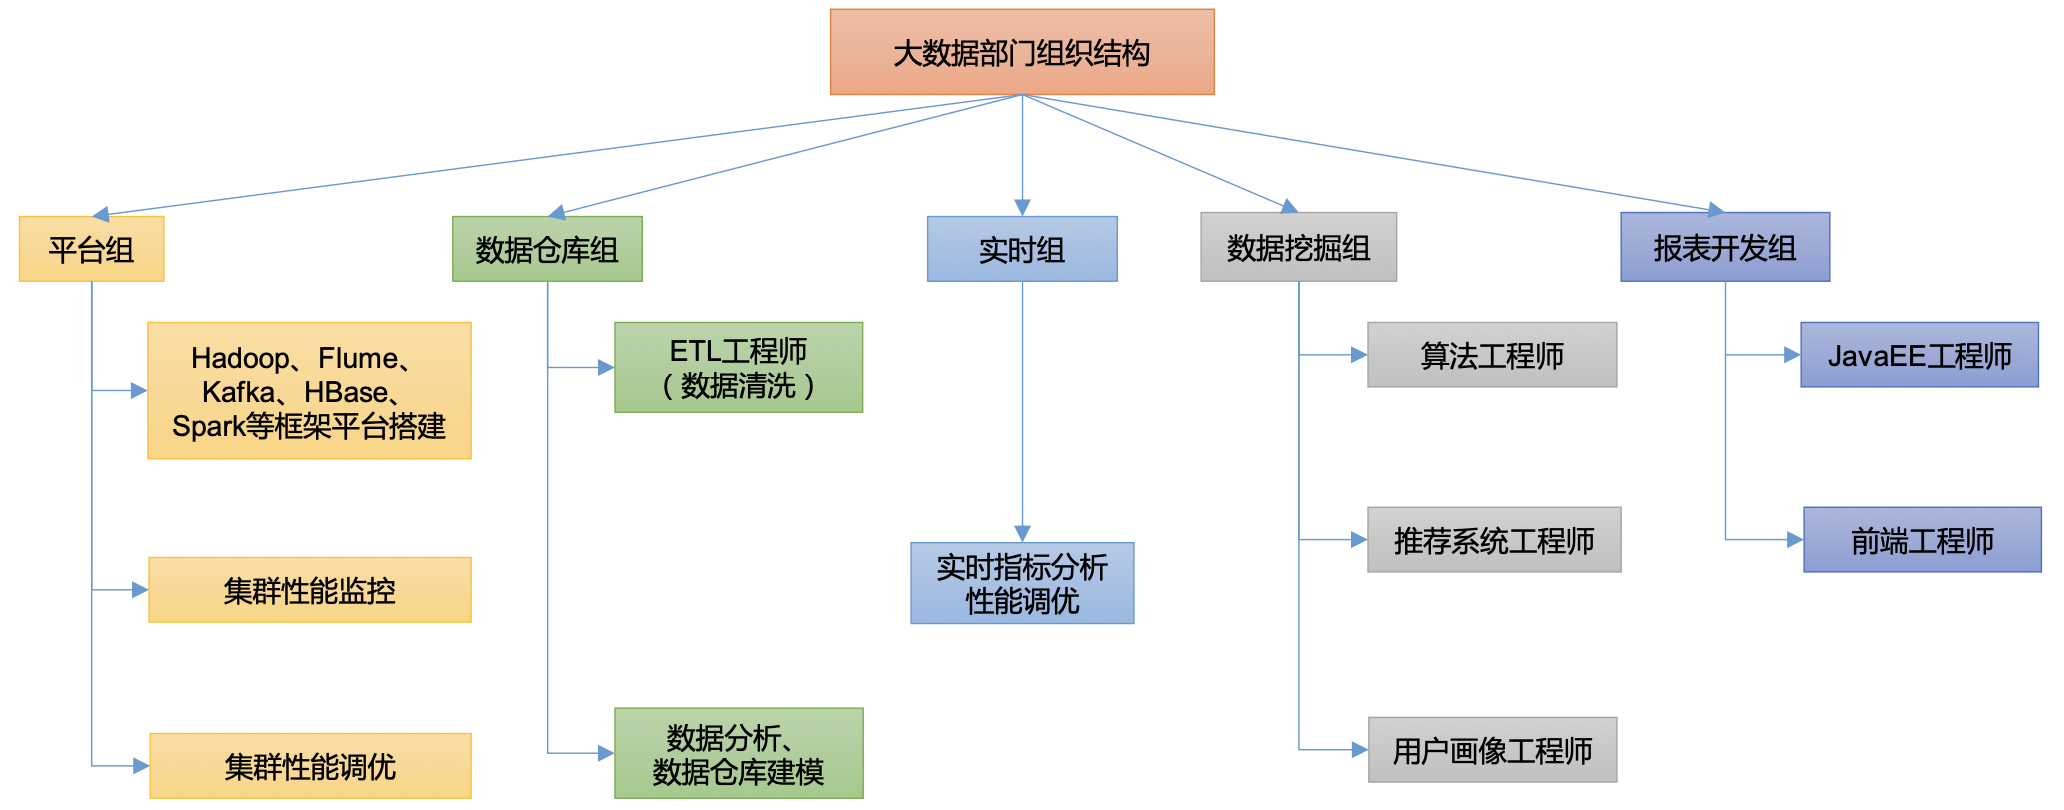 大数据部门组织结构
平台组
数据仓库组
实时组
数据挖掘组
报表开发组
Hadoop、Flume、
Kafka、HBase、
Spark等框架平台搭建
集群性能监控
集群性能调优
ETL工程师
（数据清洗）
数据分析、
数据仓库建模
实时指标分析
性能调优
算法工程师
推荐系统工程师
用户画像工程师
JavaEE工程师
前端工程师